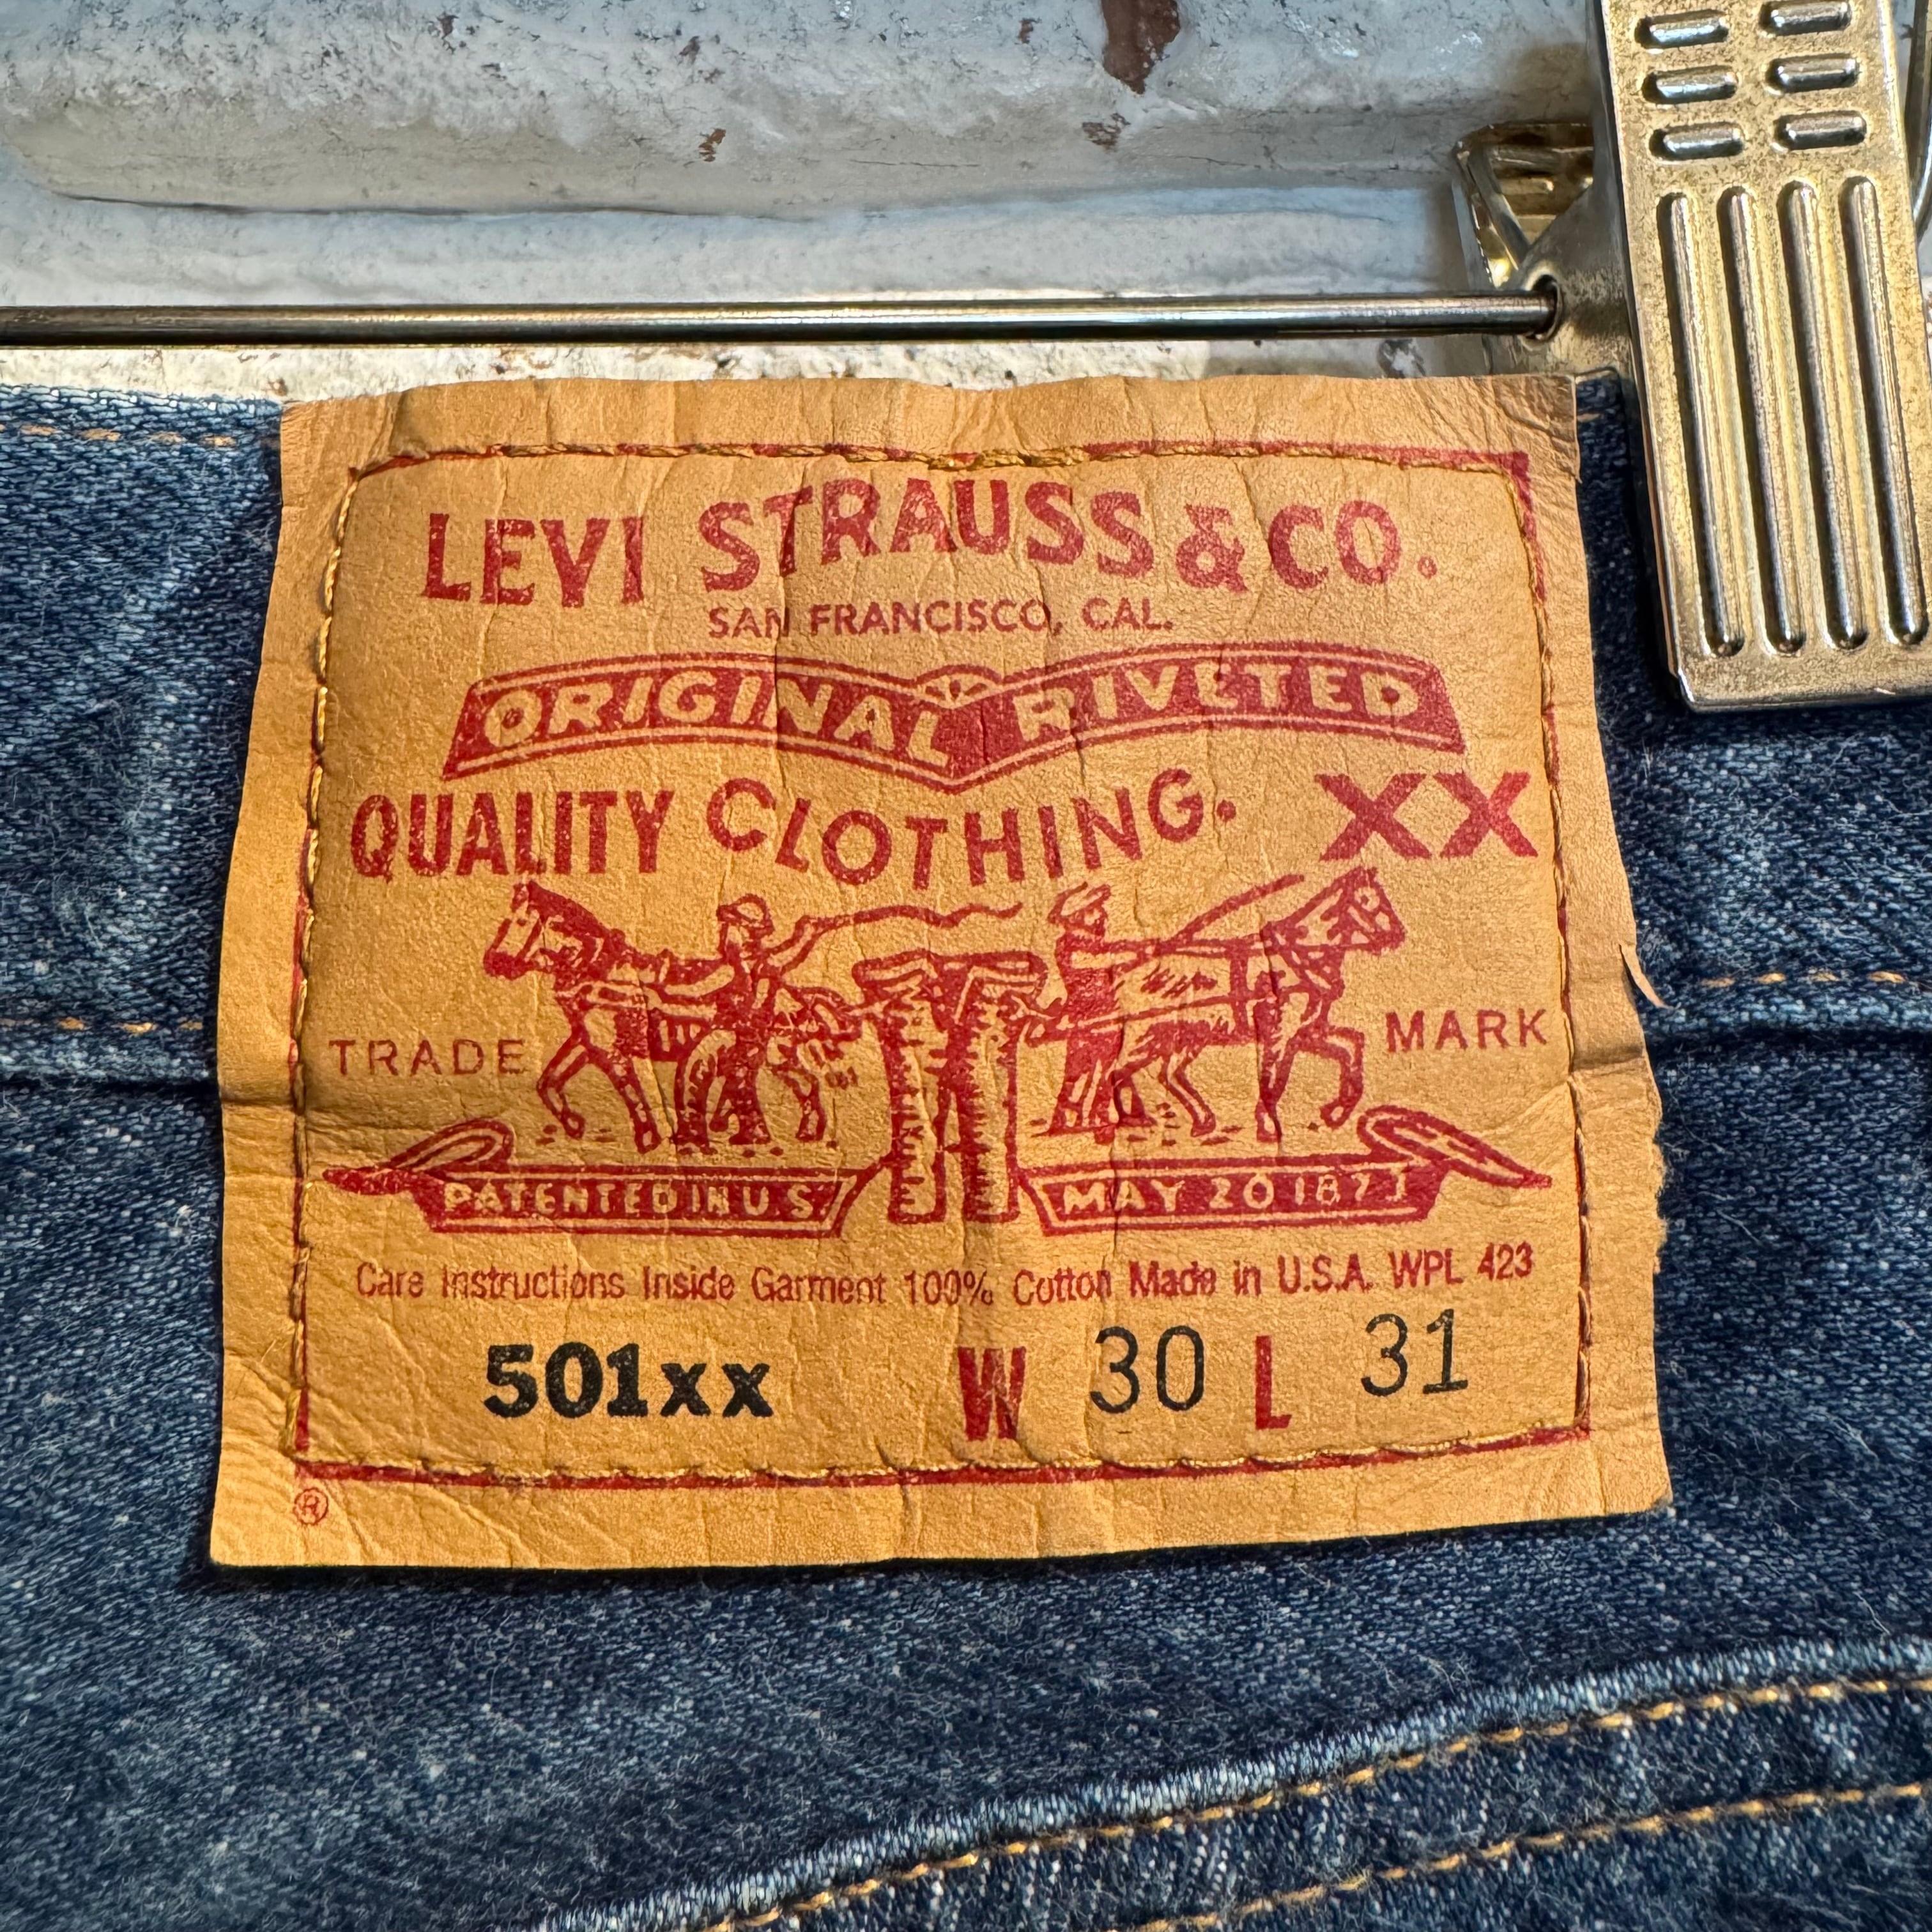 LEVI STRAUSS & CO.
SAN FRANCISCO, CAL.
ORIGINAL RIVETED
QUALITY CLOTHING. XX
TRADE MARK
PATENTED IN U.S MAY 20 1873
Care Instructions Inside Garment 100% Cotton Made in U.S.A. WPL 423
501xx W 30 L 31
®